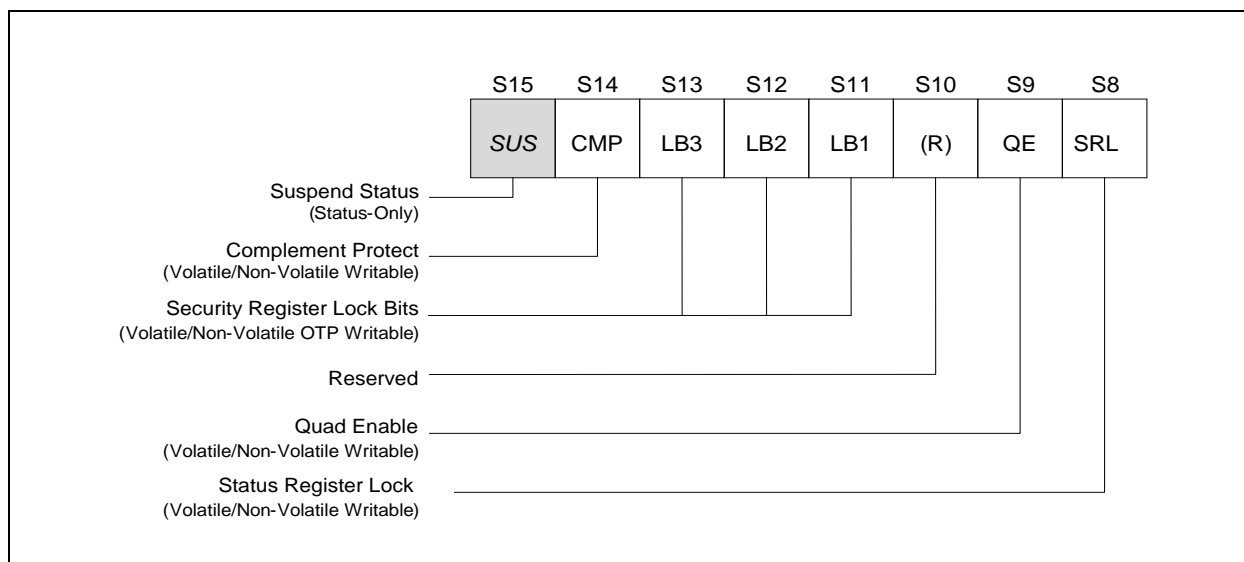 S15 S14 S13 S12 S11 S10 S9 S8
SUS CMP LB3 LB2 LB1 (R) QE SRL
Suspend Status
(Status-Only)
Complement Protect
(Volatile/Non-Volatile Writable)
Security Register Lock Bits
(Volatile/Non-Volatile OTP Writable)
Reserved
Quad Enable
(Volatile/Non-Volatile Writable)
Status Register Lock
(Volatile/Non-Volatile Writable)